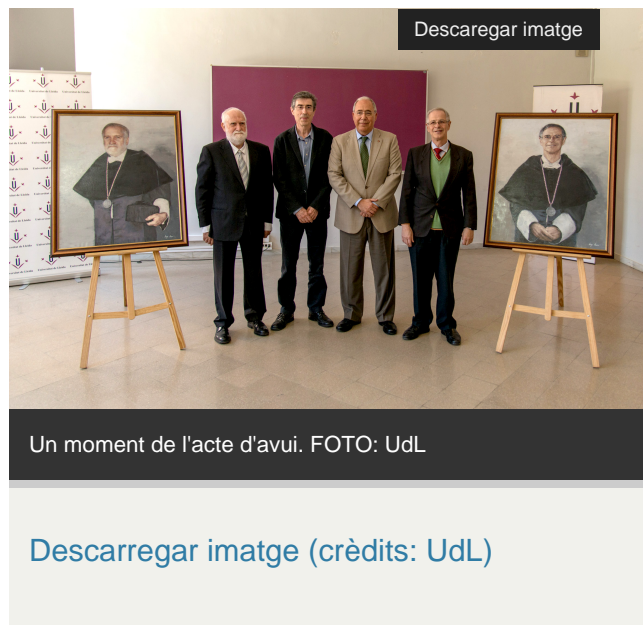 Descaregar imatge
Un moment de l'acte d'avui. FOTO: UdL
Descarregar imatge (crèdits: UdL)